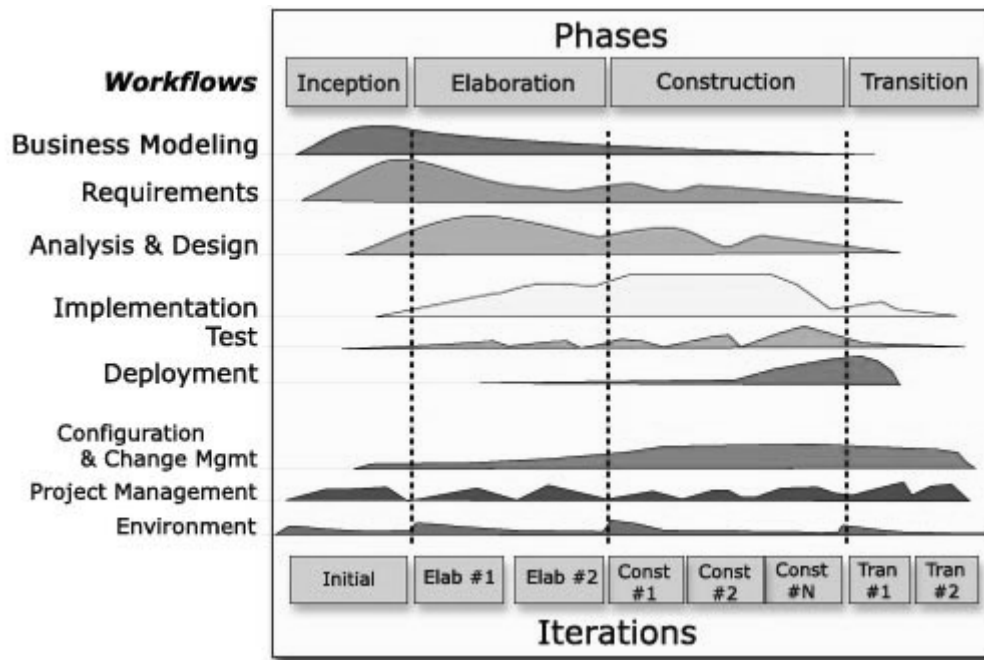 Phases
Workflows
Inception
Elaboration
Construction
Transition
Business Modeling
Requirements
Analysis & Design
Implementation
Test
Deployment
Configuration
& Change Mgmt
Project Management
Environment
Initial
Elab #1
Elab #2
Const
#1
Const
#2
Const
#N
Tran
#1
Tran
#2
Iterations